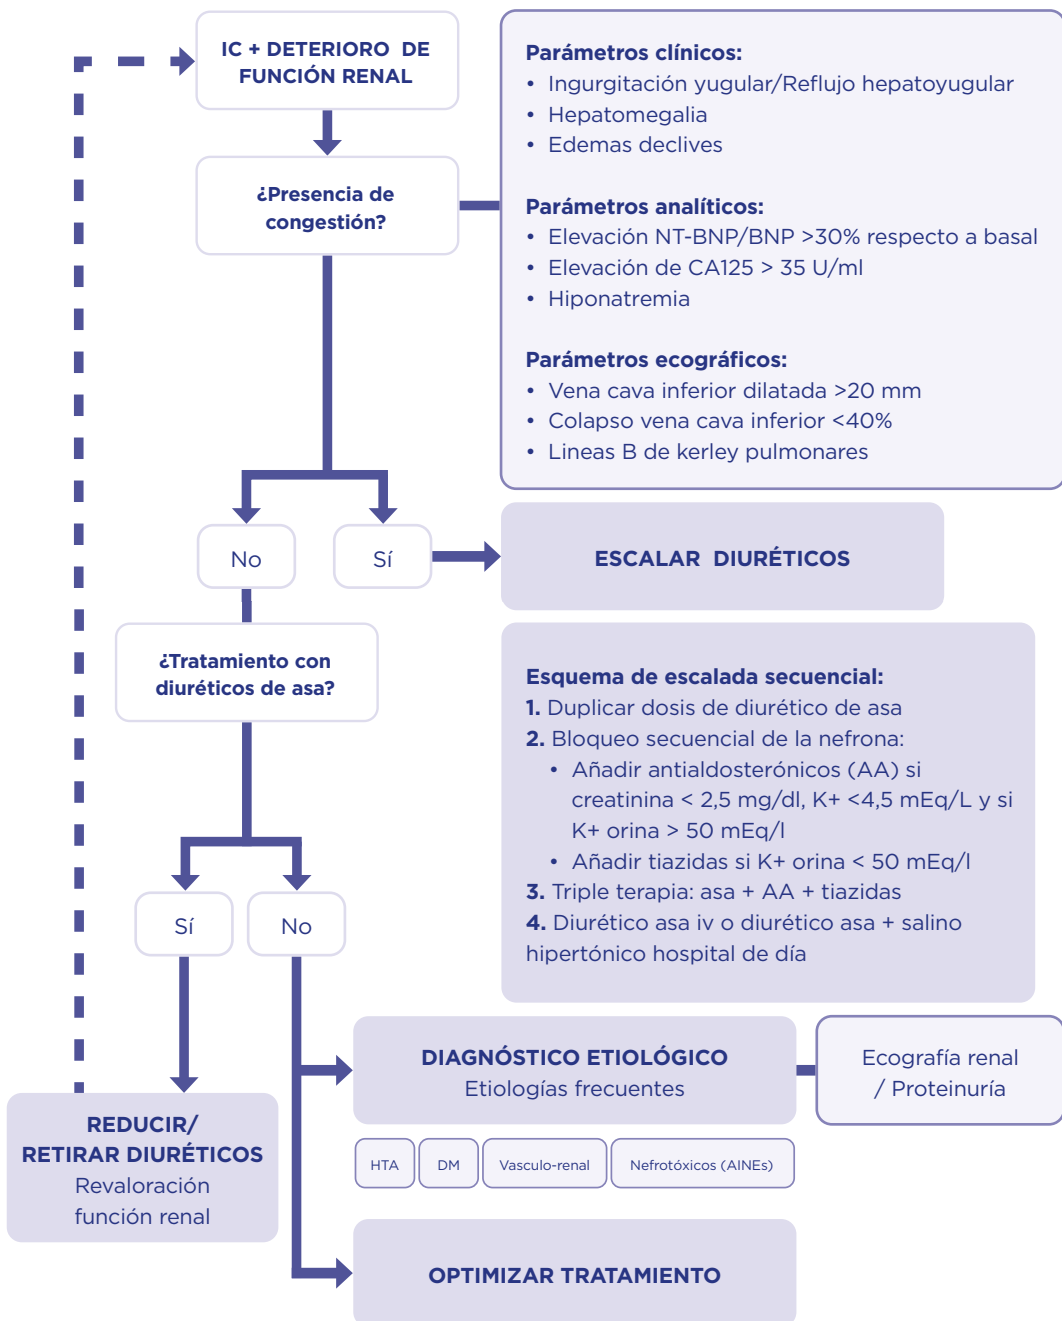 IC + DETERIORO DE
FUNCIÓN RENAL
¿Presencia de
congestión?
Parámetros clínicos:
• Ingurgitación yugular/Reflujo hepatoyugular
• Hepatomegalia
• Edemas declives
Parámetros analíticos:
• Elevación NT-BNP/BNP >30% respecto a basal
• Elevación de CA125 > 35 U/ml
• Hiponatremia
Parámetros ecográficos:
• Vena cava inferior dilatada >20 mm
• Colapso vena cava inferior <40%
• Lineas B de kerley pulmonares
No
Sí
ESCALAR DIURÉTICOS
¿Tratamiento con
diuréticos de asa?
Esquema de escalada secuencial:
1. Duplicar dosis de diurético de asa
2. Bloqueo secuencial de la nefrona:
• Añadir antialdosterónicos (AA) si
creatinina < 2,5 mg/dl, K+ <4,5 mEq/L y si
K+ orina > 50 mEq/l
• Añadir tiazidas si K+ orina < 50 mEq/l
3. Triple terapia: asa + AA + tiazidas
4. Diurético asa iv o diurético asa + salino
hipertónico hospital de día
Sí
No
DIAGNÓSTICO ETIOLÓGICO
Etiologías frecuentes
Ecografía renal
/ Proteinuría
HTA
DM
Vasculo-renal
Nefrotóxicos (AINEs)
REDUCIR/
RETIRAR DIURÉTICOS
Revaloración
función renal
OPTIMIZAR TRATAMIENTO